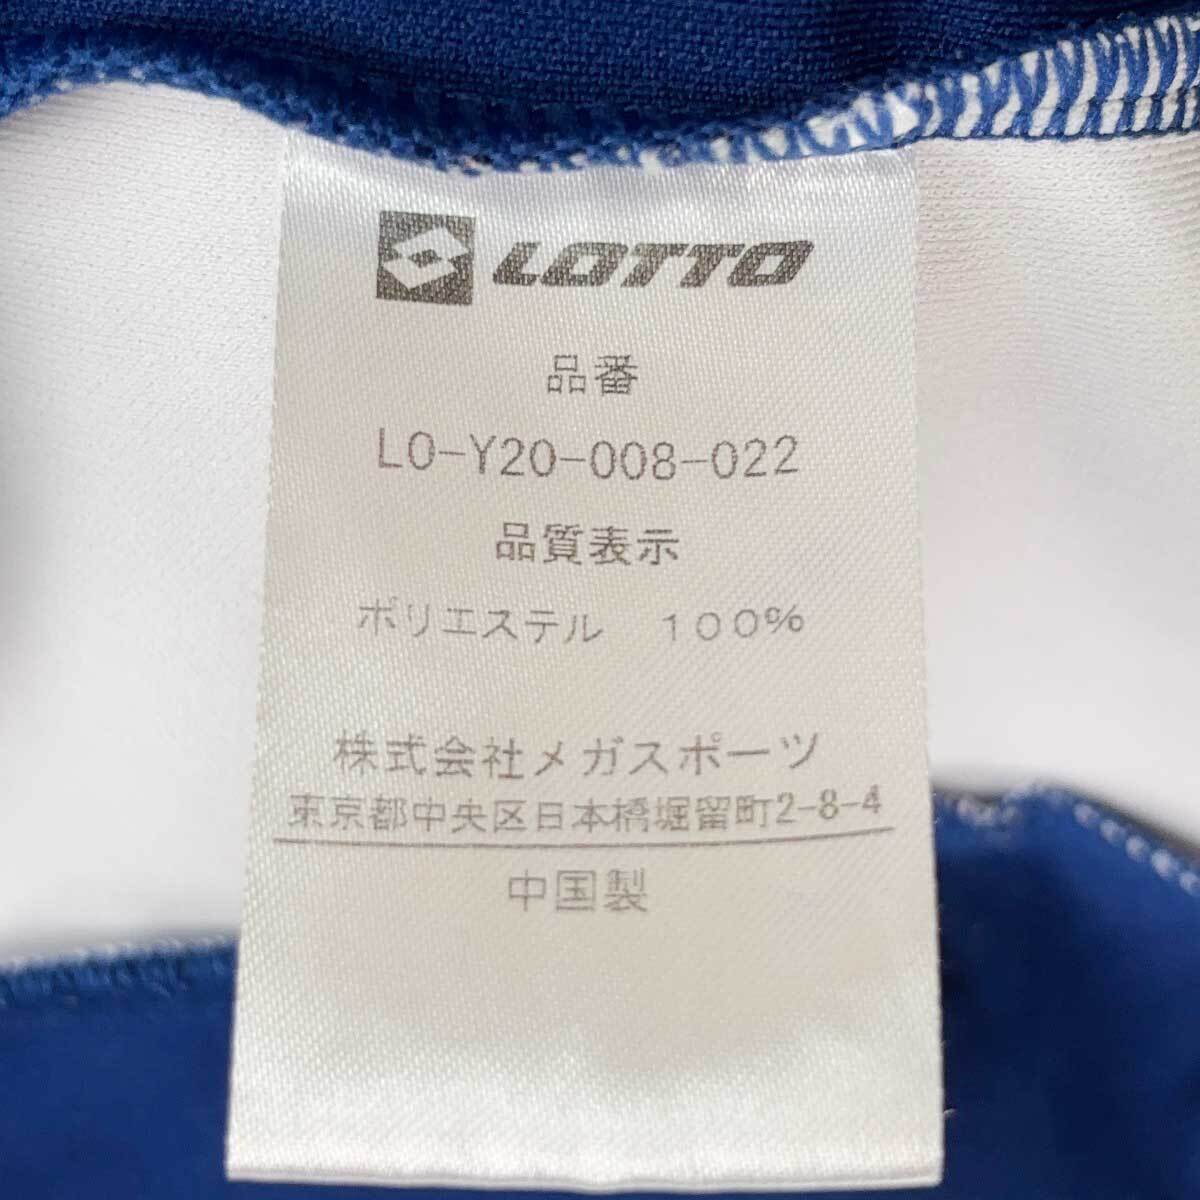 LOTTO
品番
LO-Y20-008-022
品質表示
ポリエステル　100%
株式会社メガスポーツ
東京都中央区日本橋堀留町2-8-4
中国製